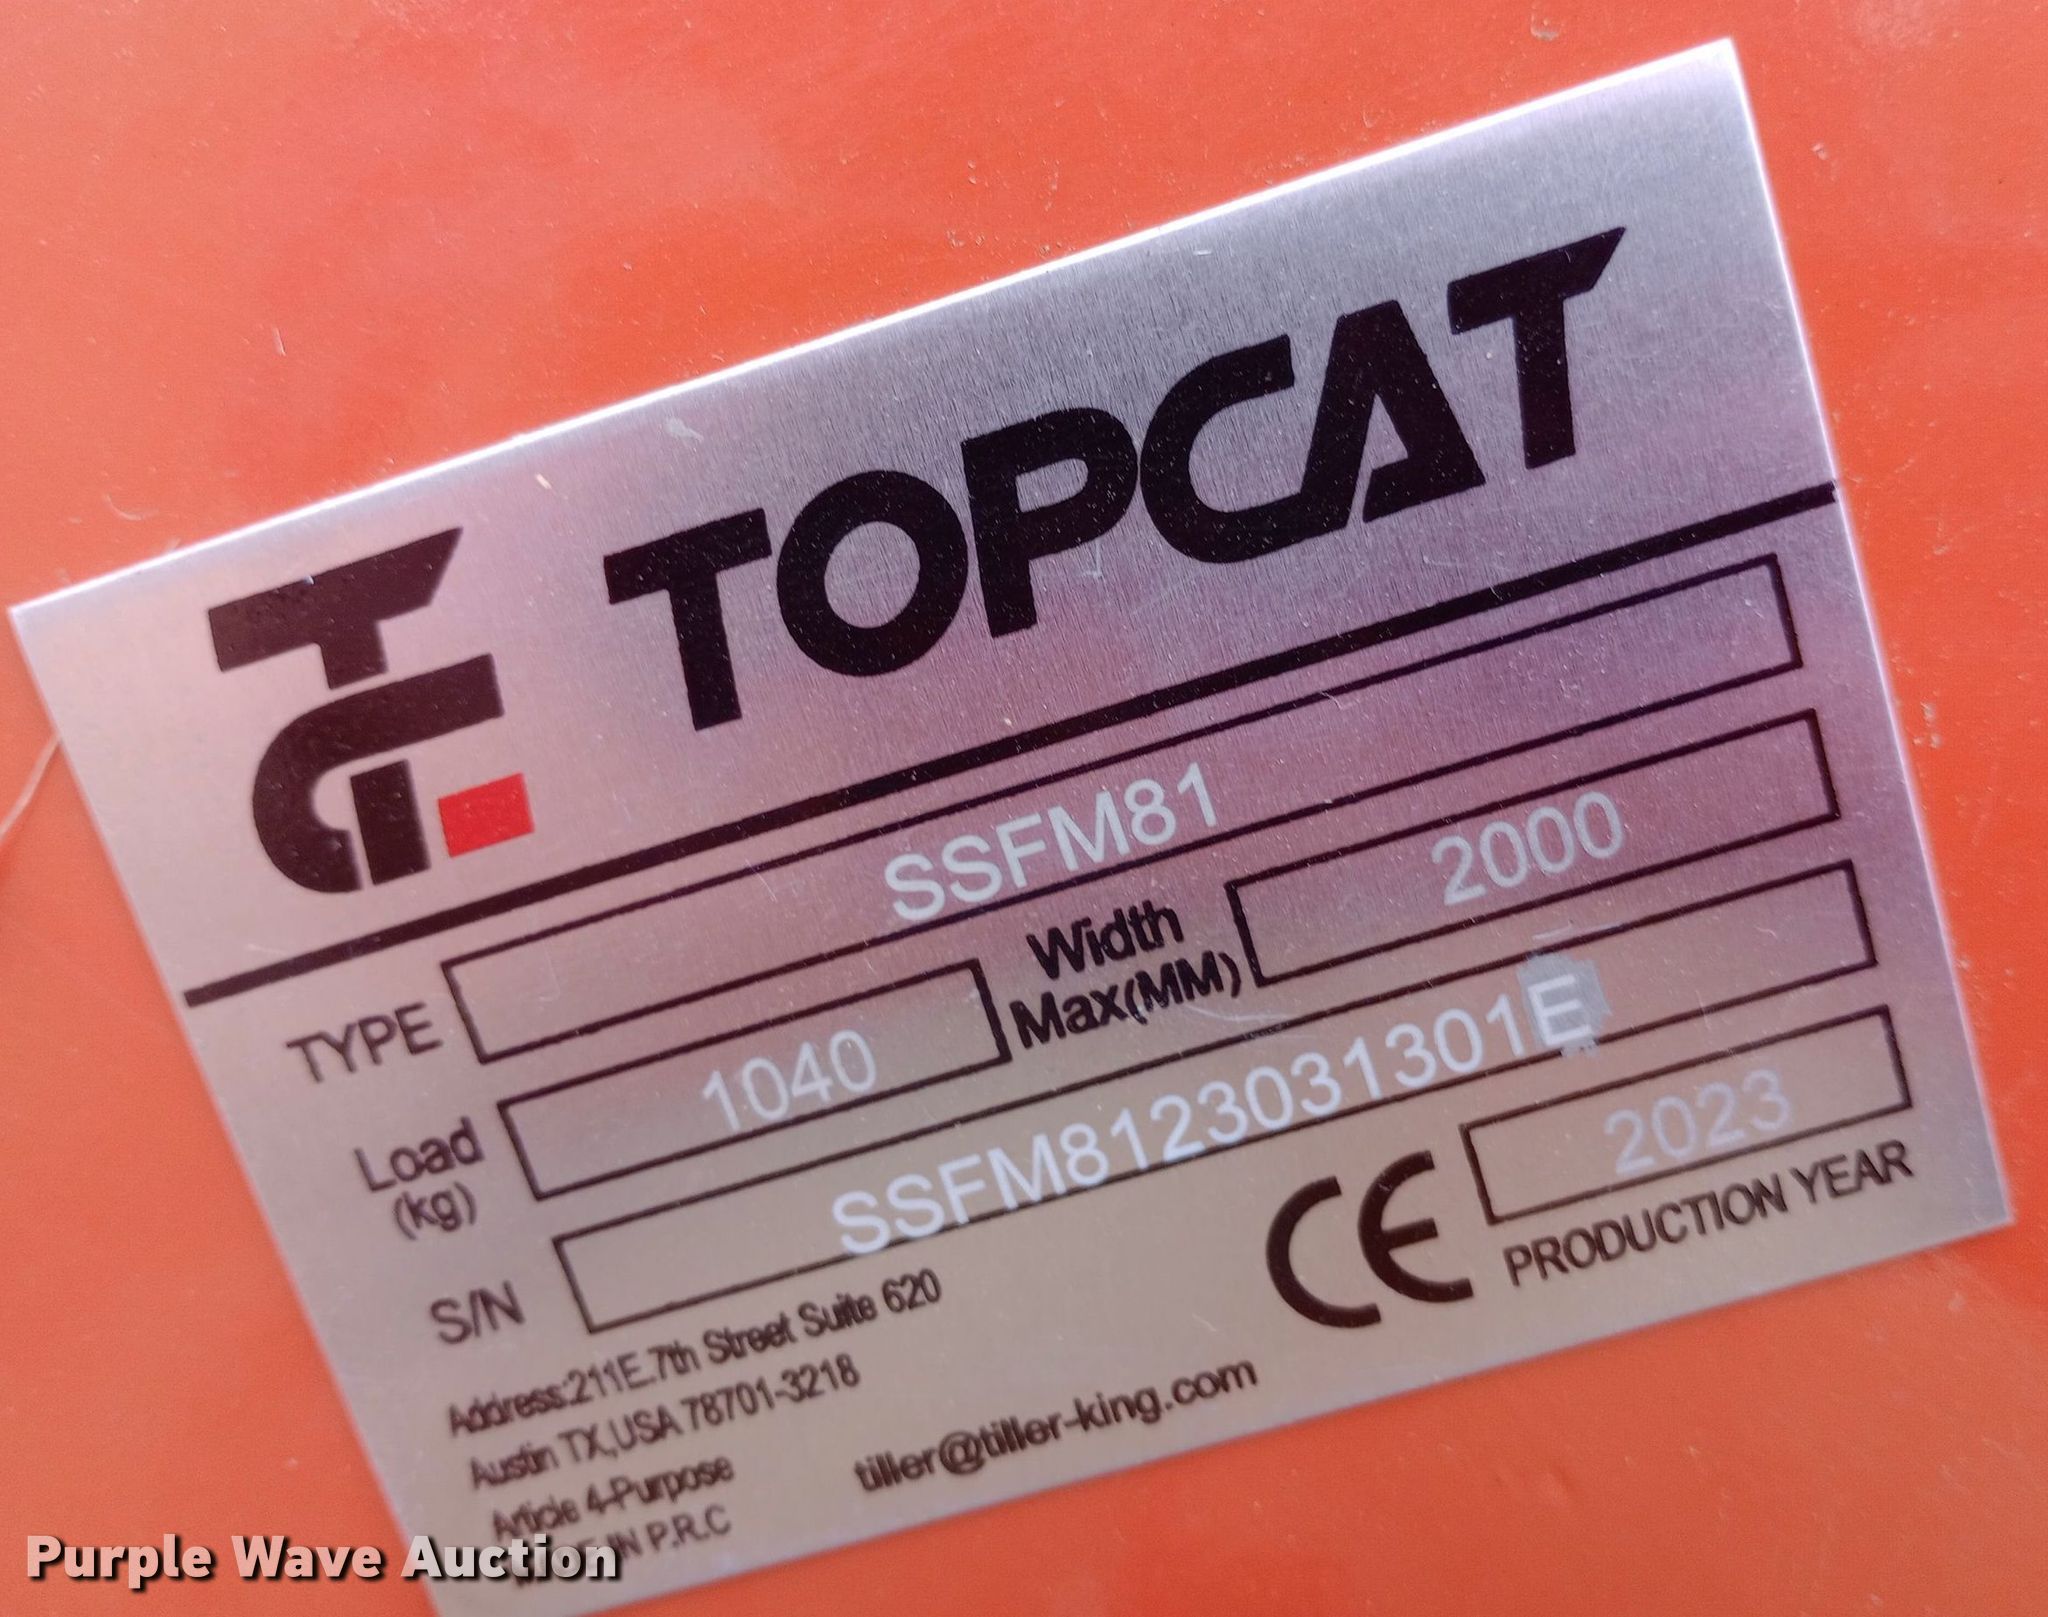 TOPCAT
TG
TYPE SSFM81
Load (kg) 1040 Width Max(MM) 2000
S/N SSFM8123031301E
CE 2023
PRODUCTION YEAR
Address:211E.7th Street Suite 620
Austin TX,USA 78701-3218
Article 4-Purpose
IN P.R.C
tiller@tiller-king.com
Purple Wave Auction